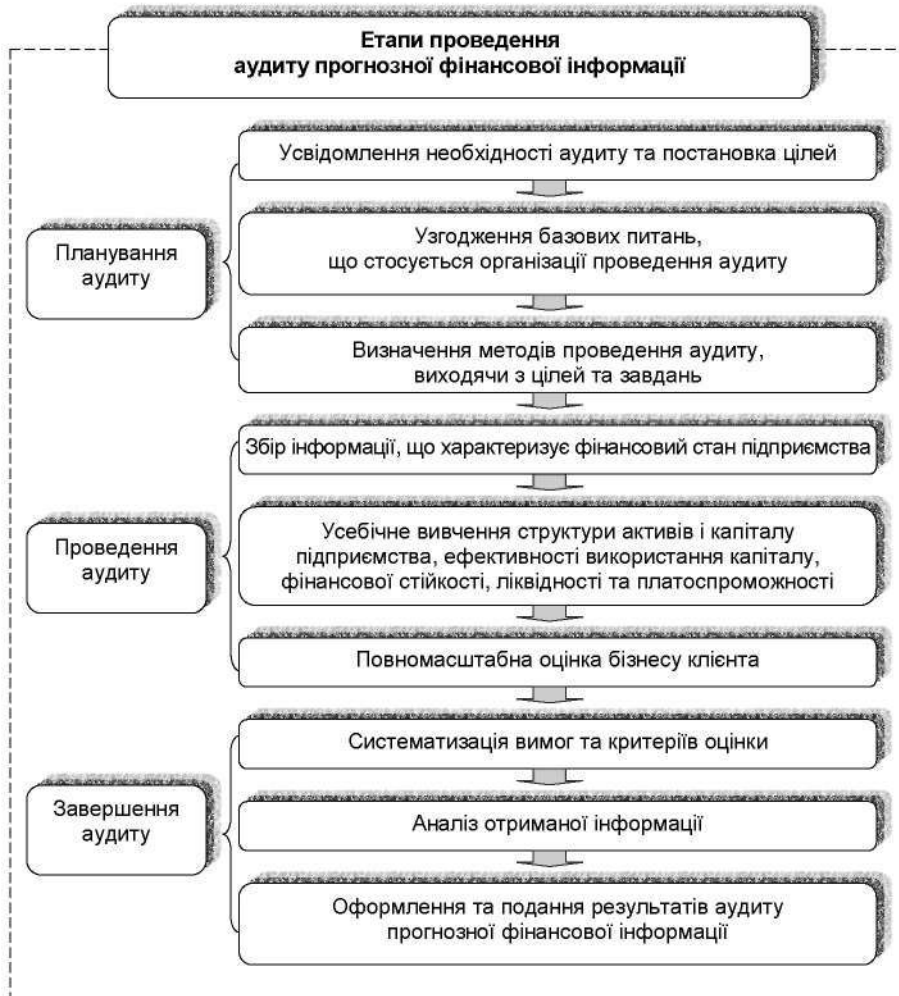 Етапи проведення
аудиту прогнозної фінансової інформації
Планування
аудиту
Усвідомлення необхідності аудиту та постановка цілей
Узгодження базових питань,
що стосується організації проведення аудиту
Визначення методів проведення аудиту,
виходячи з цілей та завдань
Проведення
аудиту
Збір інформації, що характеризує фінансовий стан підприємства
Усебічне вивчення структури активів і капіталу
підприємства, ефективності використання капіталу,
фінансової стійкості, ліквідності та платоспроможності
Повномасштабна оцінка бізнесу клієнта
Завершення
аудиту
Систематизація вимог та критеріїв оцінки
Аналіз отриманої інформації
Оформлення та подання результатів аудиту
прогнозної фінансової інформації